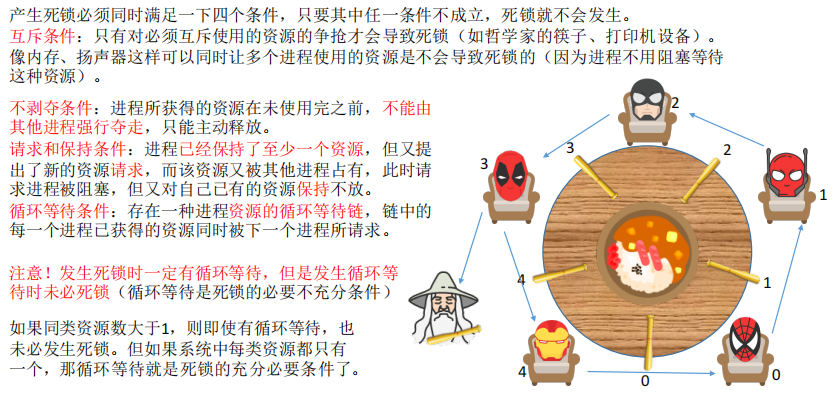 产生死锁必须同时满足一下四个条件，只要其中任一条件不成立，死锁就不会发生。
互斥条件：只有对必须互斥使用的资源的争抢才会导致死锁（如哲学家的筷子、打印机设备）。
像内存、扬声器这样可以同时让多个进程使用的资源是不会导致死锁的（因为进程不用阻塞等待
这种资源）。
不剥夺条件：进程所获得的资源在未使用完之前，不能由
其他进程强行夺走，只能主动释放。
请求和保持条件：进程已经保持了至少一个资源，但又提
出了新的资源请求，而该资源又被其他进程占有，此时请
求进程被阻塞，但又对自己已有的资源保持不放。
循环等待条件：存在一种进程资源的循环等待链，链中的
每一个进程已获得的资源同时被下一个进程所请求。
注意！发生死锁时一定有循环等待，但是发生循环等
待时未必死锁（循环等待是死锁的必要不充分条件）
如果同类资源数大于1，则即使有循环等待，也
未必发生死锁。但如果系统中每类资源都只有
一个，那循环等待就是死锁的充分必要条件了。
2
3
2
3
1
4
1
4
0
0